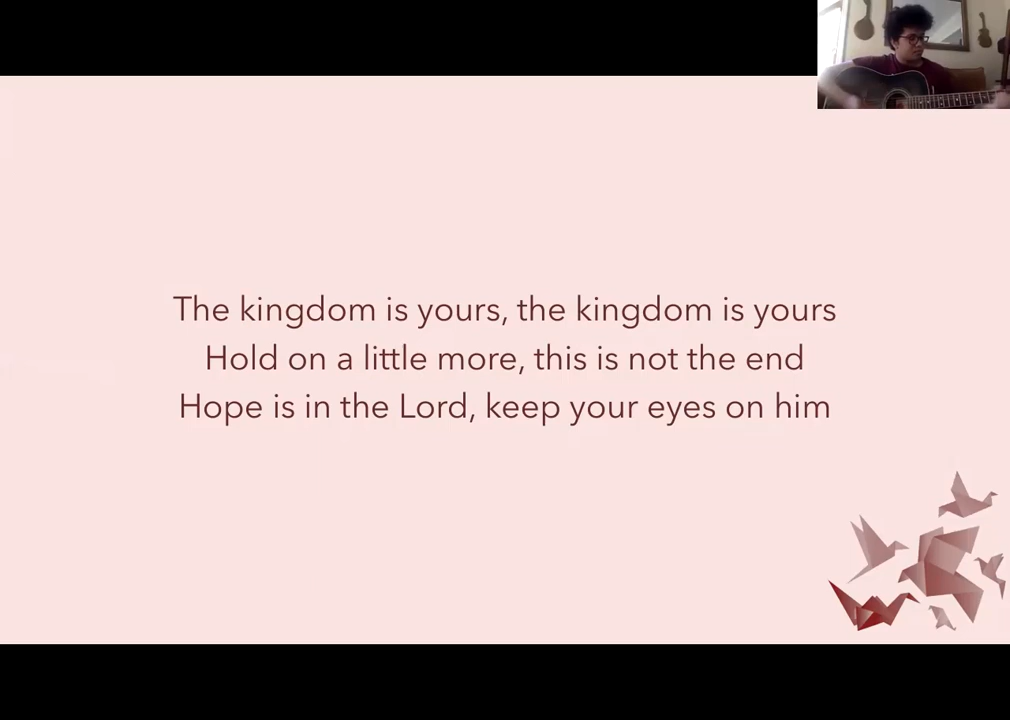 The kingdom is yours, the kingdom is yours
Hold on a little more, this is not the end
Hope is in the Lord, keep your eyes on him